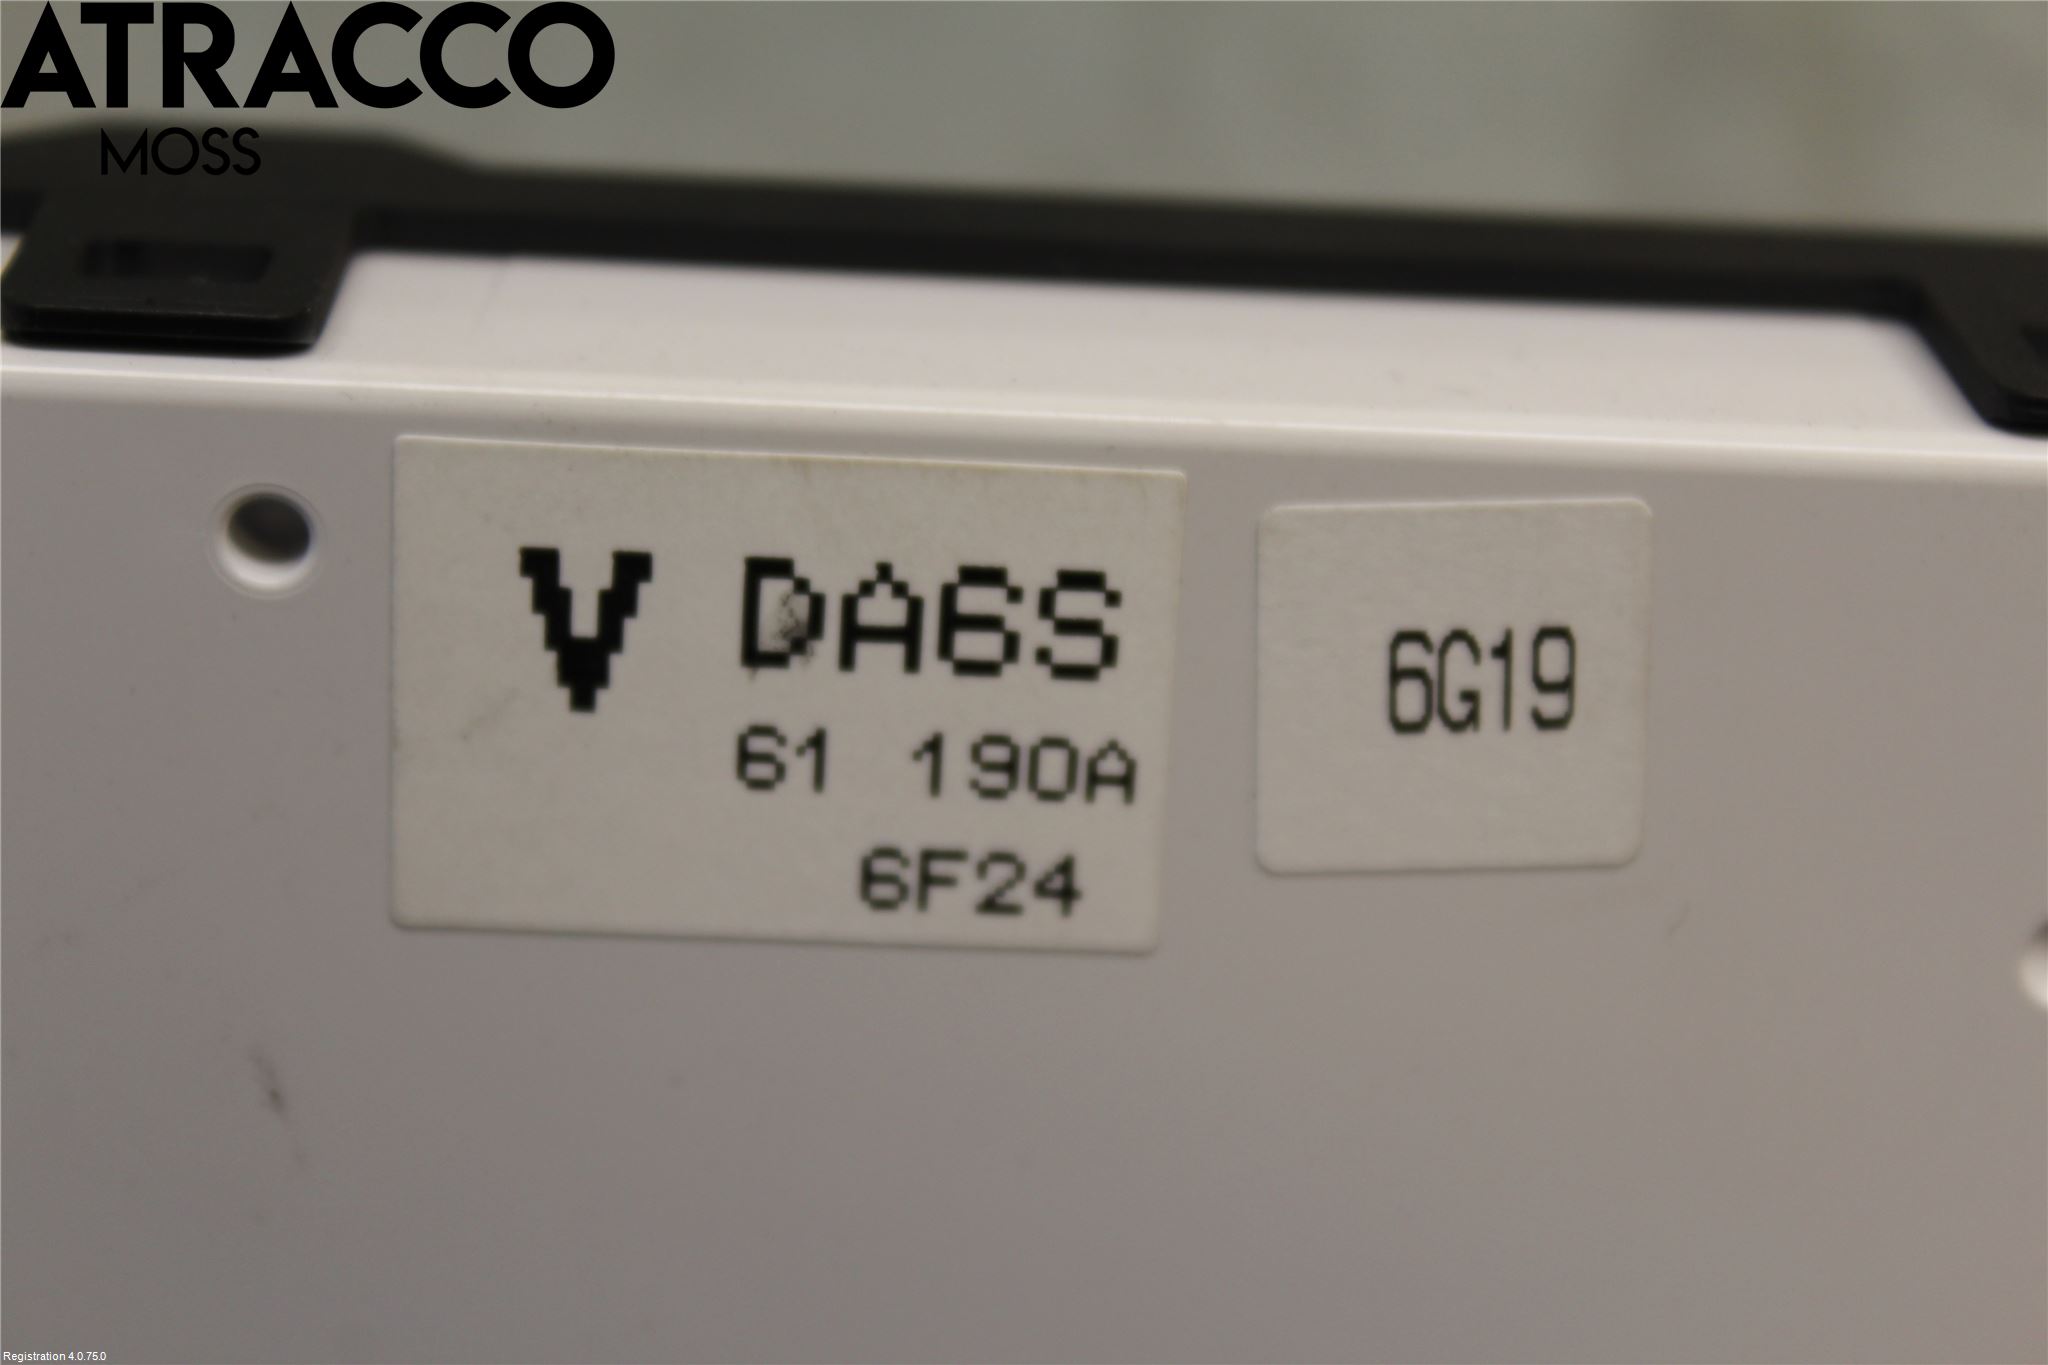 ATRACCO
MOSS
V DA6S
61 190A
6F24
6G19
Registration 4.0.75.0